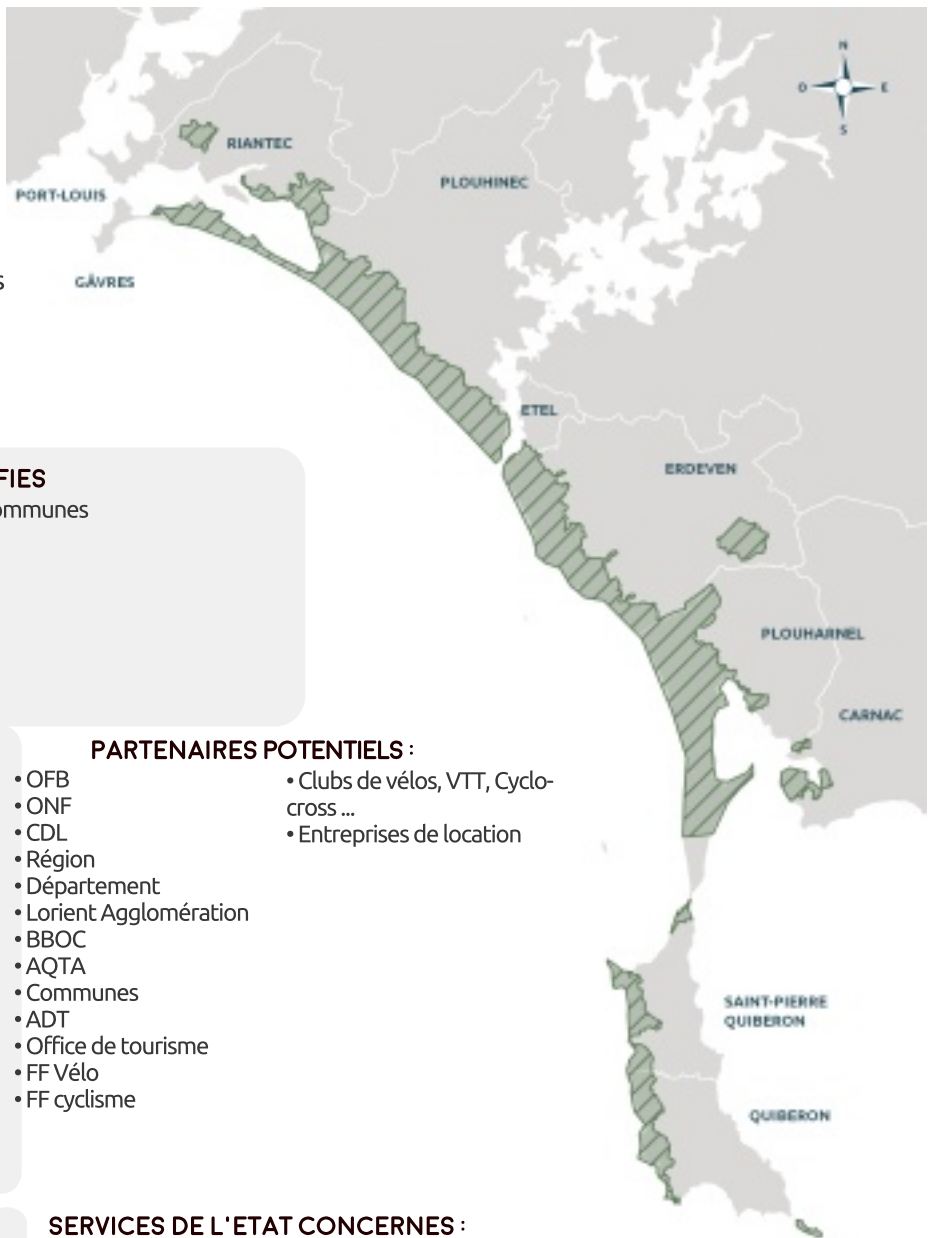 N
O E
S
RIANTEC
PLOUHINEC
PORT-LOUIS
GÂVRES
s
ETEL
ERDEVEN
FIES
ommunes
PLOUHARNEL
CARNAC
PARTENAIRES POTENTIELS :
• OFB
• ONF
• CDL
• Région
• Département
• Lorient Agglomération
• BBOC
• AQTA
• Communes
• ADT
• Office de tourisme
• FF Vélo
• FF cyclisme
• Clubs de vélos, VTT, Cyclo-
cross ...
• Entreprises de location
SAINT-PIERRE
QUIBERON
QUIBERON
SERVICES DE L'ETAT CONCERNES :